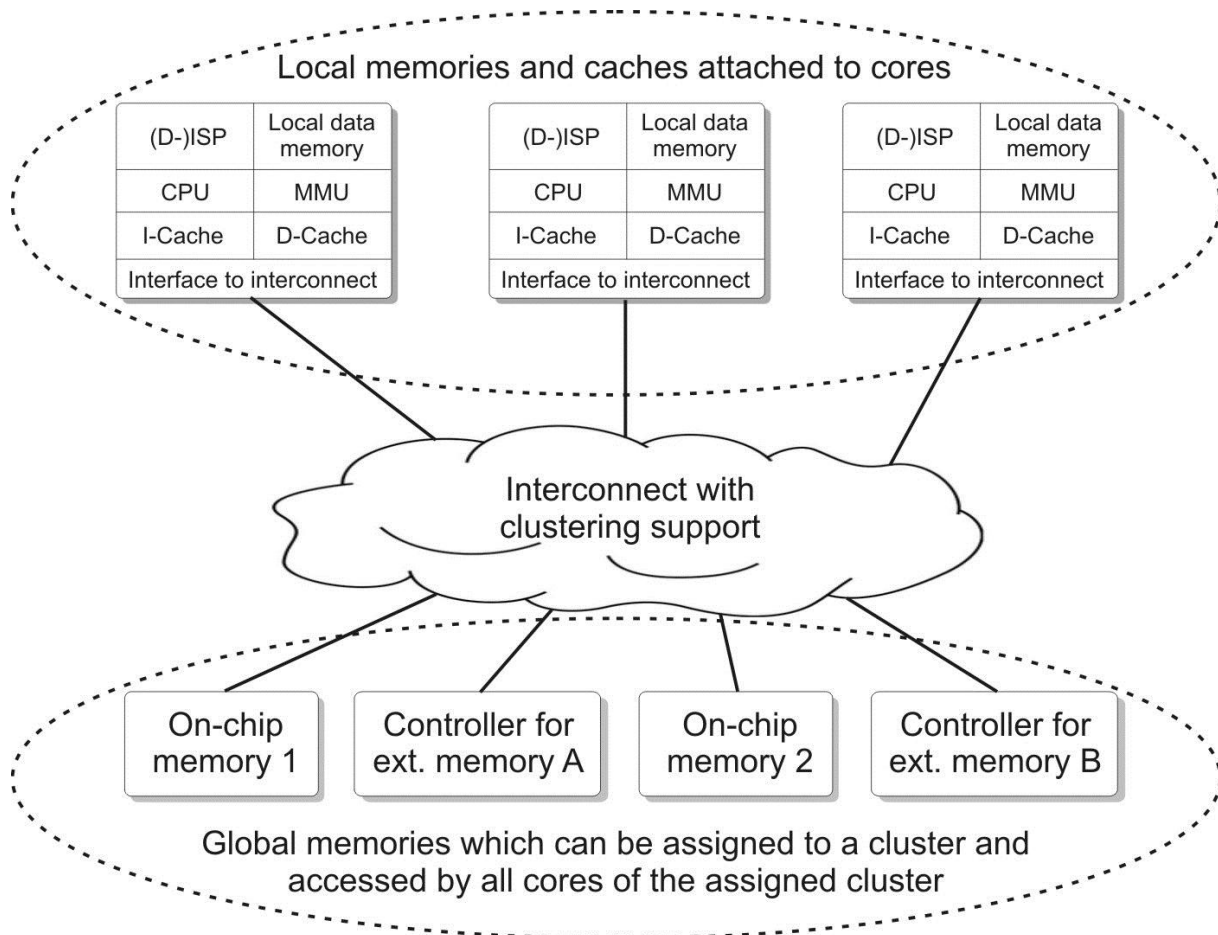 Local memories and caches attached to cores
(D-)ISP
Local data
memory
CPU
MMU
I-Cache
D-Cache
Interface to interconnect
(D-)ISP
Local data
memory
CPU
MMU
I-Cache
D-Cache
Interface to interconnect
(D-)ISP
Local data
memory
CPU
MMU
I-Cache
D-Cache
Interface to interconnect
Interconnect with
clustering support
On-chip
memory 1
Controller for
ext. memory A
On-chip
memory 2
Controller for
ext. memory B
Global memories which can be assigned to a cluster and
accessed by all cores of the assigned cluster